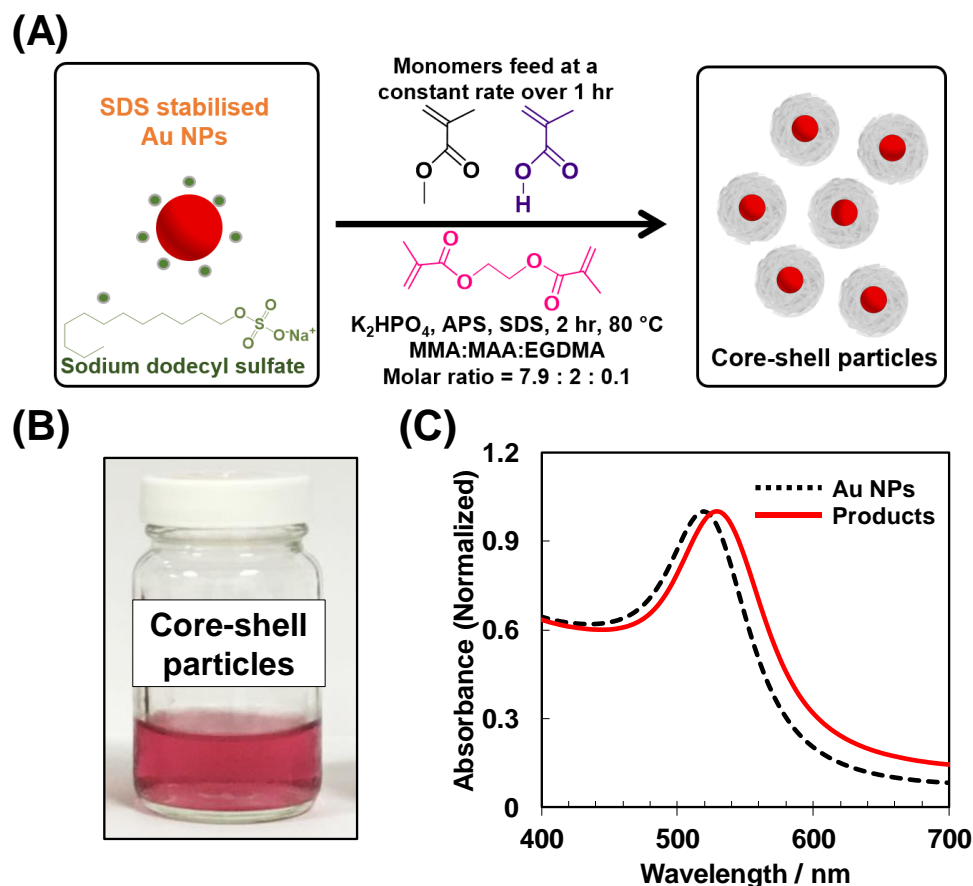 (A)
SDS stabilised
Au NPs
O
S
O
O
O⁻Na⁺
Sodium dodecyl sulfate
Monomers feed at a
constant rate over 1 hr
O
O
O
O
H
O
O
O
O
K₂HPO₄, APS, SDS, 2 hr, 80 °C
MMA:MAA:EGDMA
Molar ratio = 7.9 : 2 : 0.1
Core-shell particles
(B)
Core-shell
particles
(C)
Absorbance (Normalized)
1.2
0.9
0.6
0.3
0
Au NPs
Products
400
500
600
700
Wavelength / nm